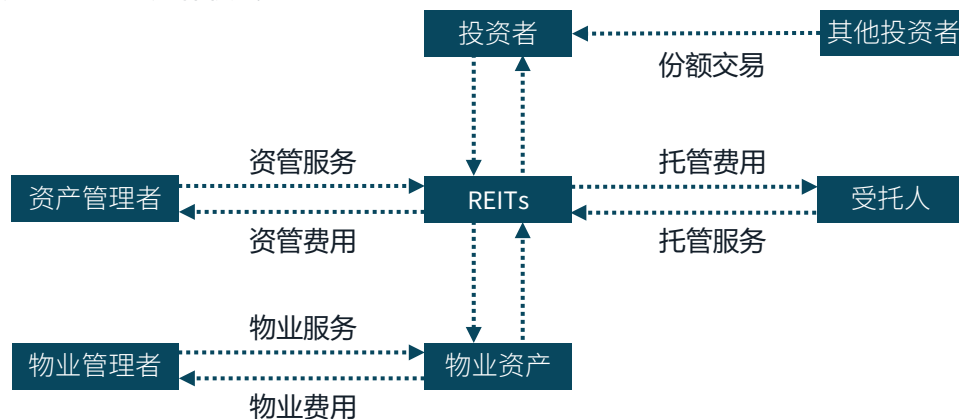 投资者
其他投资者
份额交易
资管服务
托管费用
资产管理者
REITs
受托人
资管费用
托管服务
物业服务
物业管理者
物业资产
物业费用